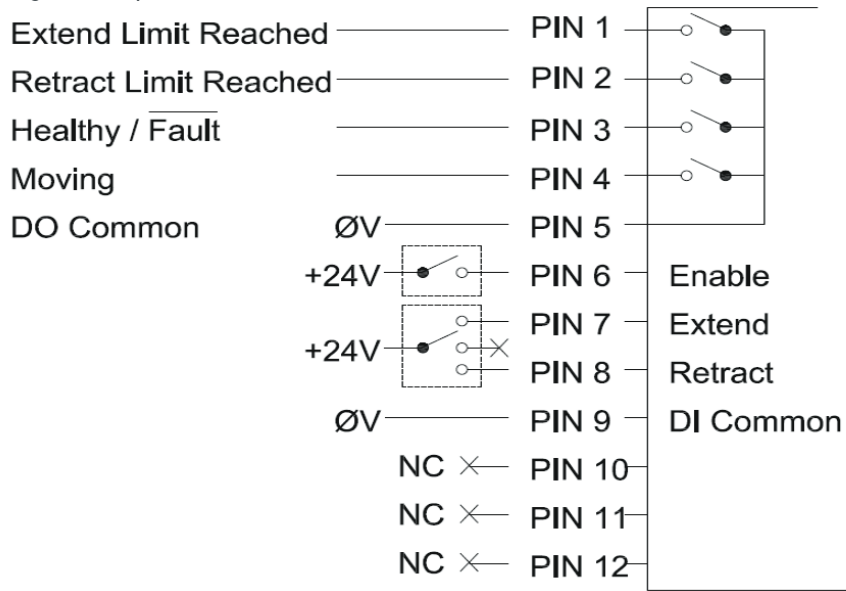 Extend Limit Reached PIN 1
Retract Limit Reached PIN 2
Healthy / Fault PIN 3
Moving PIN 4
DO Common ØV PIN 5
+24V PIN 6 Enable
PIN 7 Extend
+24V
PIN 8 Retract
ØV PIN 9 DI Common
NC PIN 10
NC PIN 11
NC PIN 12